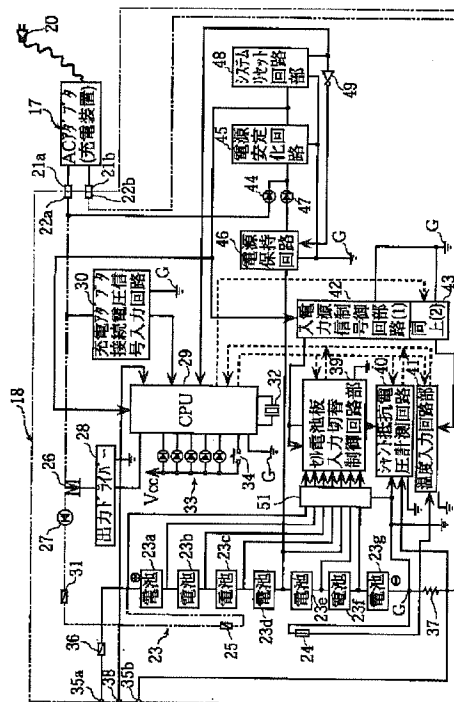 20
17
ACアダプタ
(充電装置)
21a
22a
21b
22b
18
48
システム
リセット
回路部
49
45
電源
安定
化回
路
44
47
46
電源
保持
回路
G
30
充電アダプタ
接続電圧信
号入力回路
G
29
CPU
32
28
出力ドライバー
26
M
27
Vcc
33
34
G
42
入力信号
電源制御
回路部(1)
同上(2)
43
G
39
セル電池板
入力切替
制御回路部
40
シャント抵抗電
圧計測回路
41
温度入力回路部
51
31
36
35a
38
35b
23
⊕
電池
23a
電池
23b
電池
23c
電池
23d
電池
23e
電池
23f
電池
23g
⊖
G
25
24
37